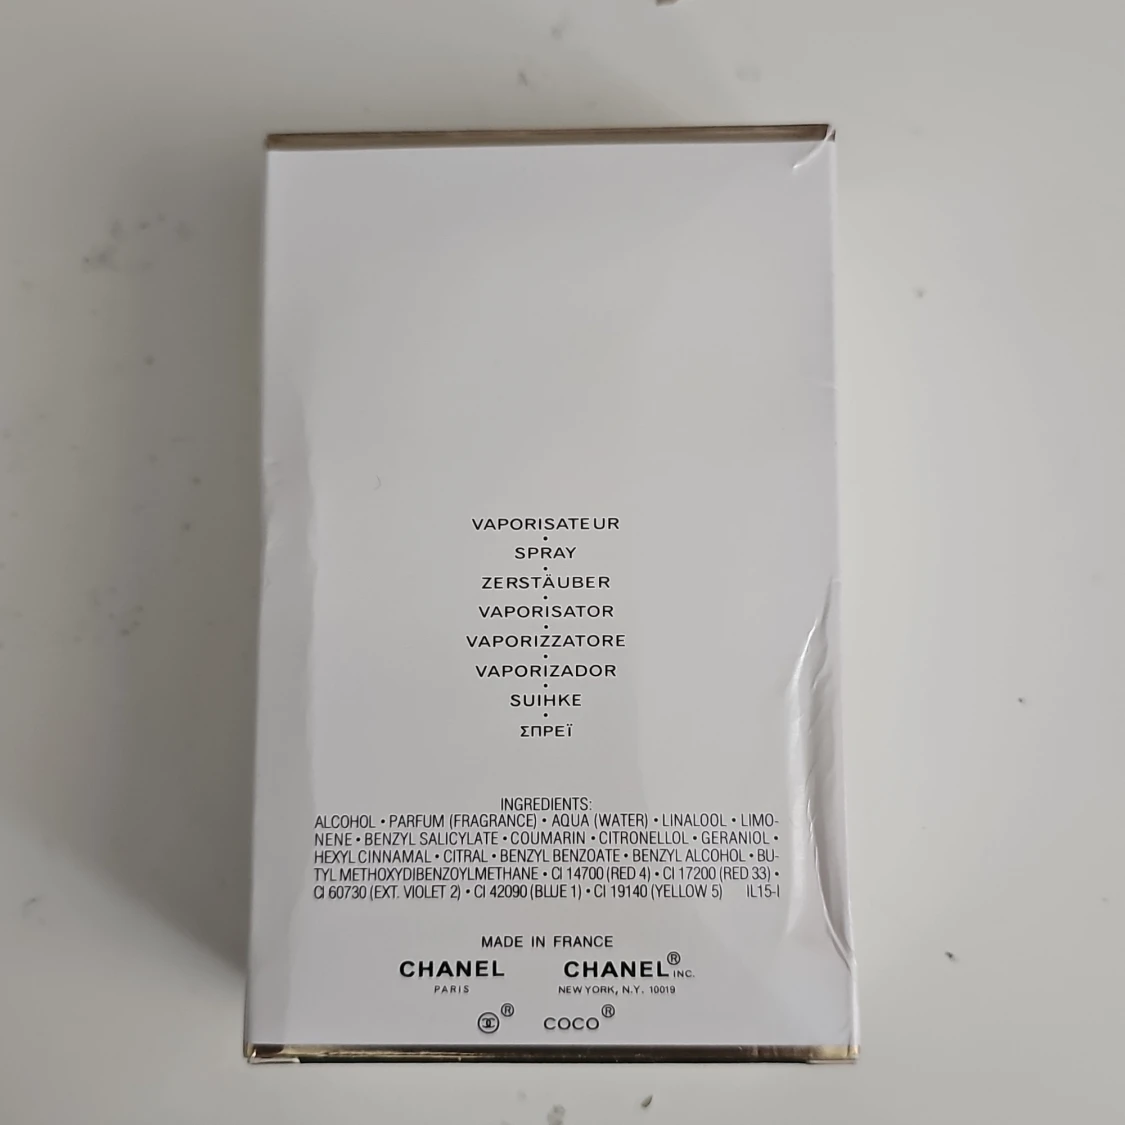 VAPORISATEUR
•
SPRAY
•
ZERSTÄUBER
•
VAPORISATOR
•
VAPORIZZATORE
•
VAPORIZADOR
•
SUIHKE
•
ΣΠΡΕΪ
INGREDIENTS:
ALCOHOL • PARFUM (FRAGRANCE) • AQUA (WATER) • LINALOOL • LIMO-
NENE • BENZYL SALICYLATE • COUMARIN • CITRONELLOL • GERANIOL •
HEXYL CINNAMAL • CITRAL • BENZYL BENZOATE • BENZYL ALCOHOL • BU-
TYL METHOXYDIBENZOYLMETHANE • CI 14700 (RED 4) • CI 17200 (RED 33) •
CI 60730 (EXT. VIOLET 2) • CI 42090 (BLUE 1) • CI 19140 (YELLOW 5) IL15-I
MADE IN FRANCE
CHANEL CHANEL® INC.
PARIS NEW YORK, N.Y. 10019
® COCO®